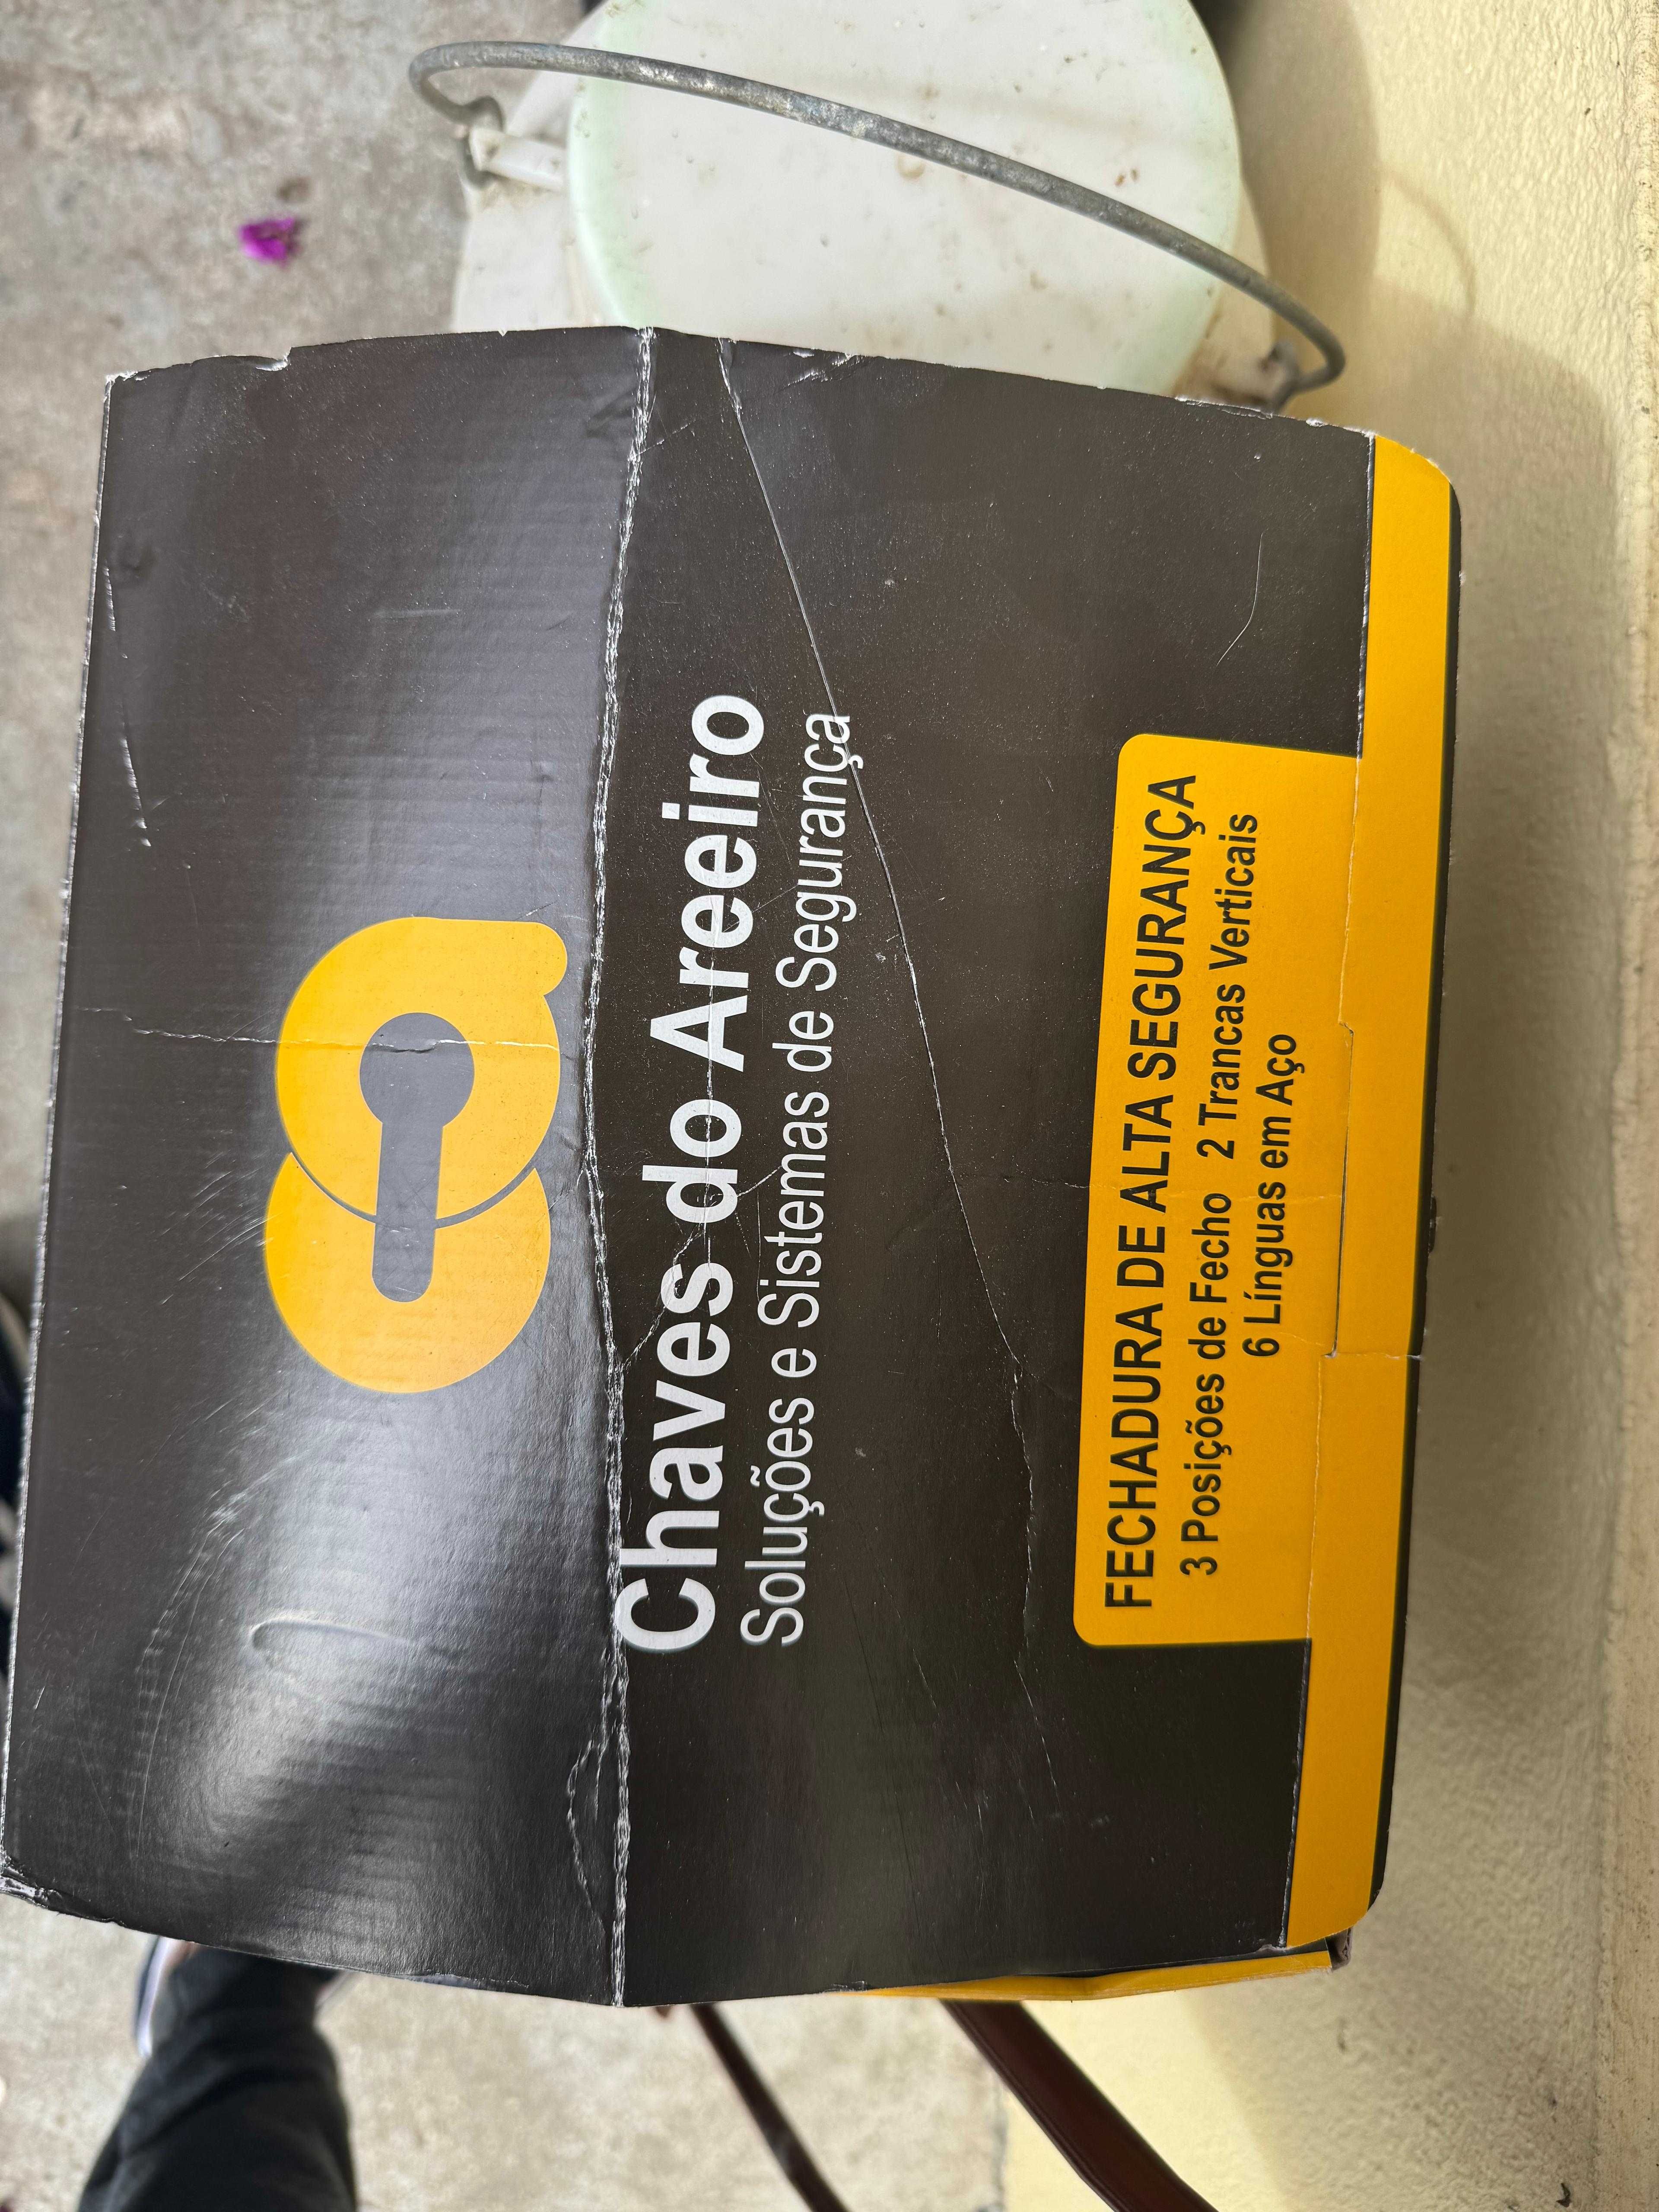 Chaves do Areeiro
Soluções e Sistemas de Segurança
FECHADURA DE ALTA SEGURANÇA
3 Posições de Fecho 2 Trancas Verticais
6 Línguas em Aço